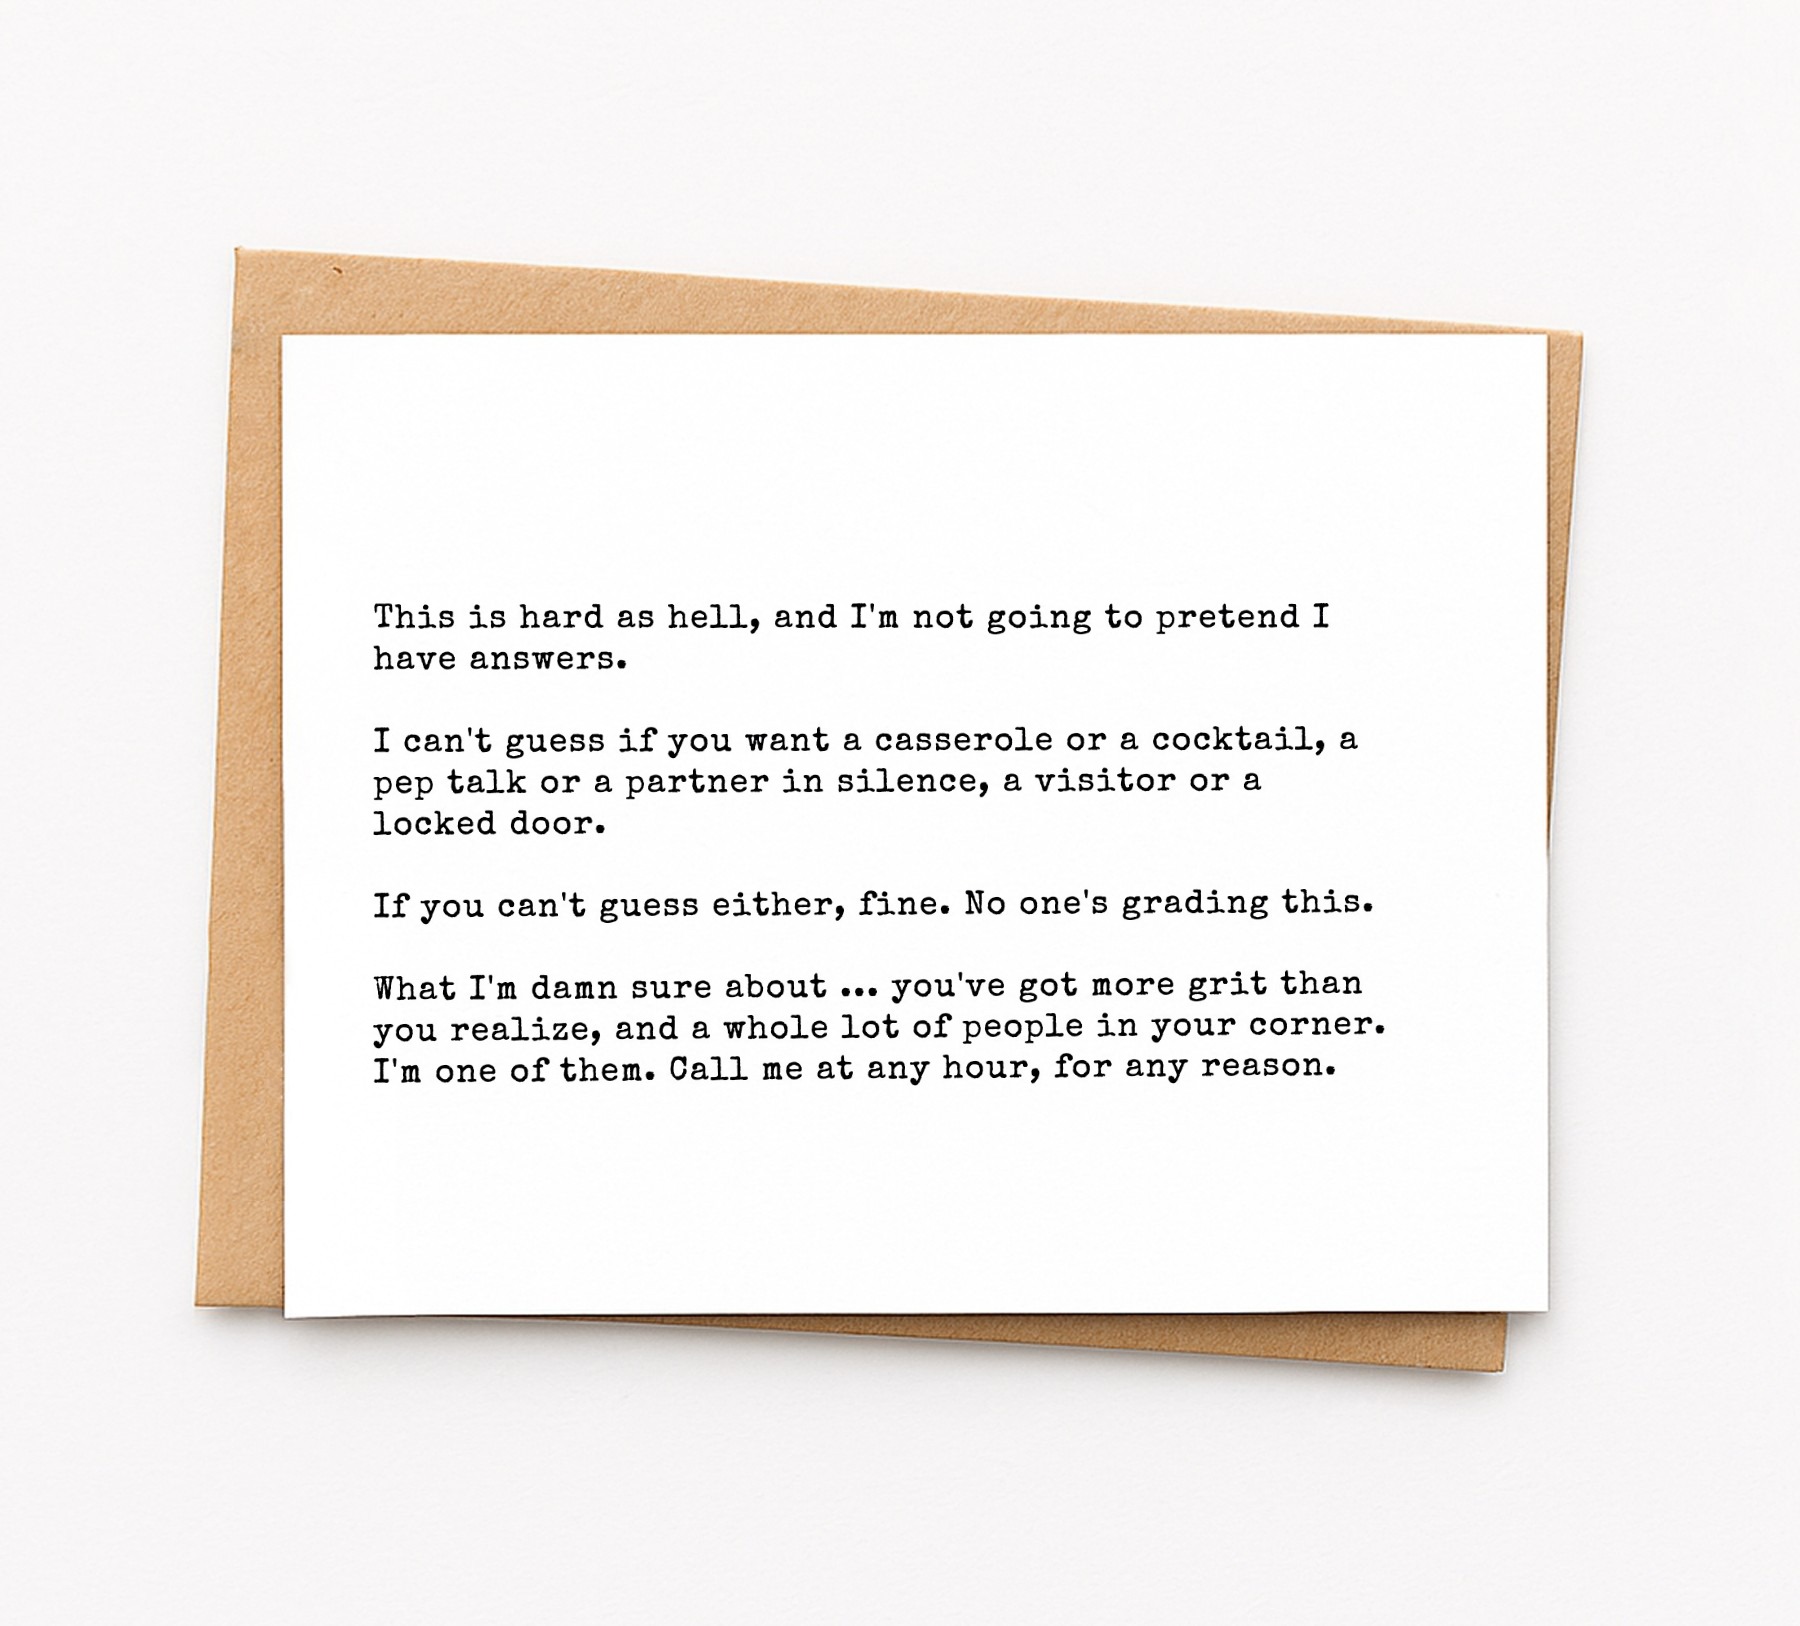 This is hard as hell, and I'm not going to pretend I
have answers.
I can't guess if you want a casserole or a cocktail, a
pep talk or a partner in silence, a visitor or a
locked door.
If you can't guess either, fine. No one's grading this.
What I'm damn sure about ... you've got more grit than
you realize, and a whole lot of people in your corner.
I'm one of them. Call me at any hour, for any reason.